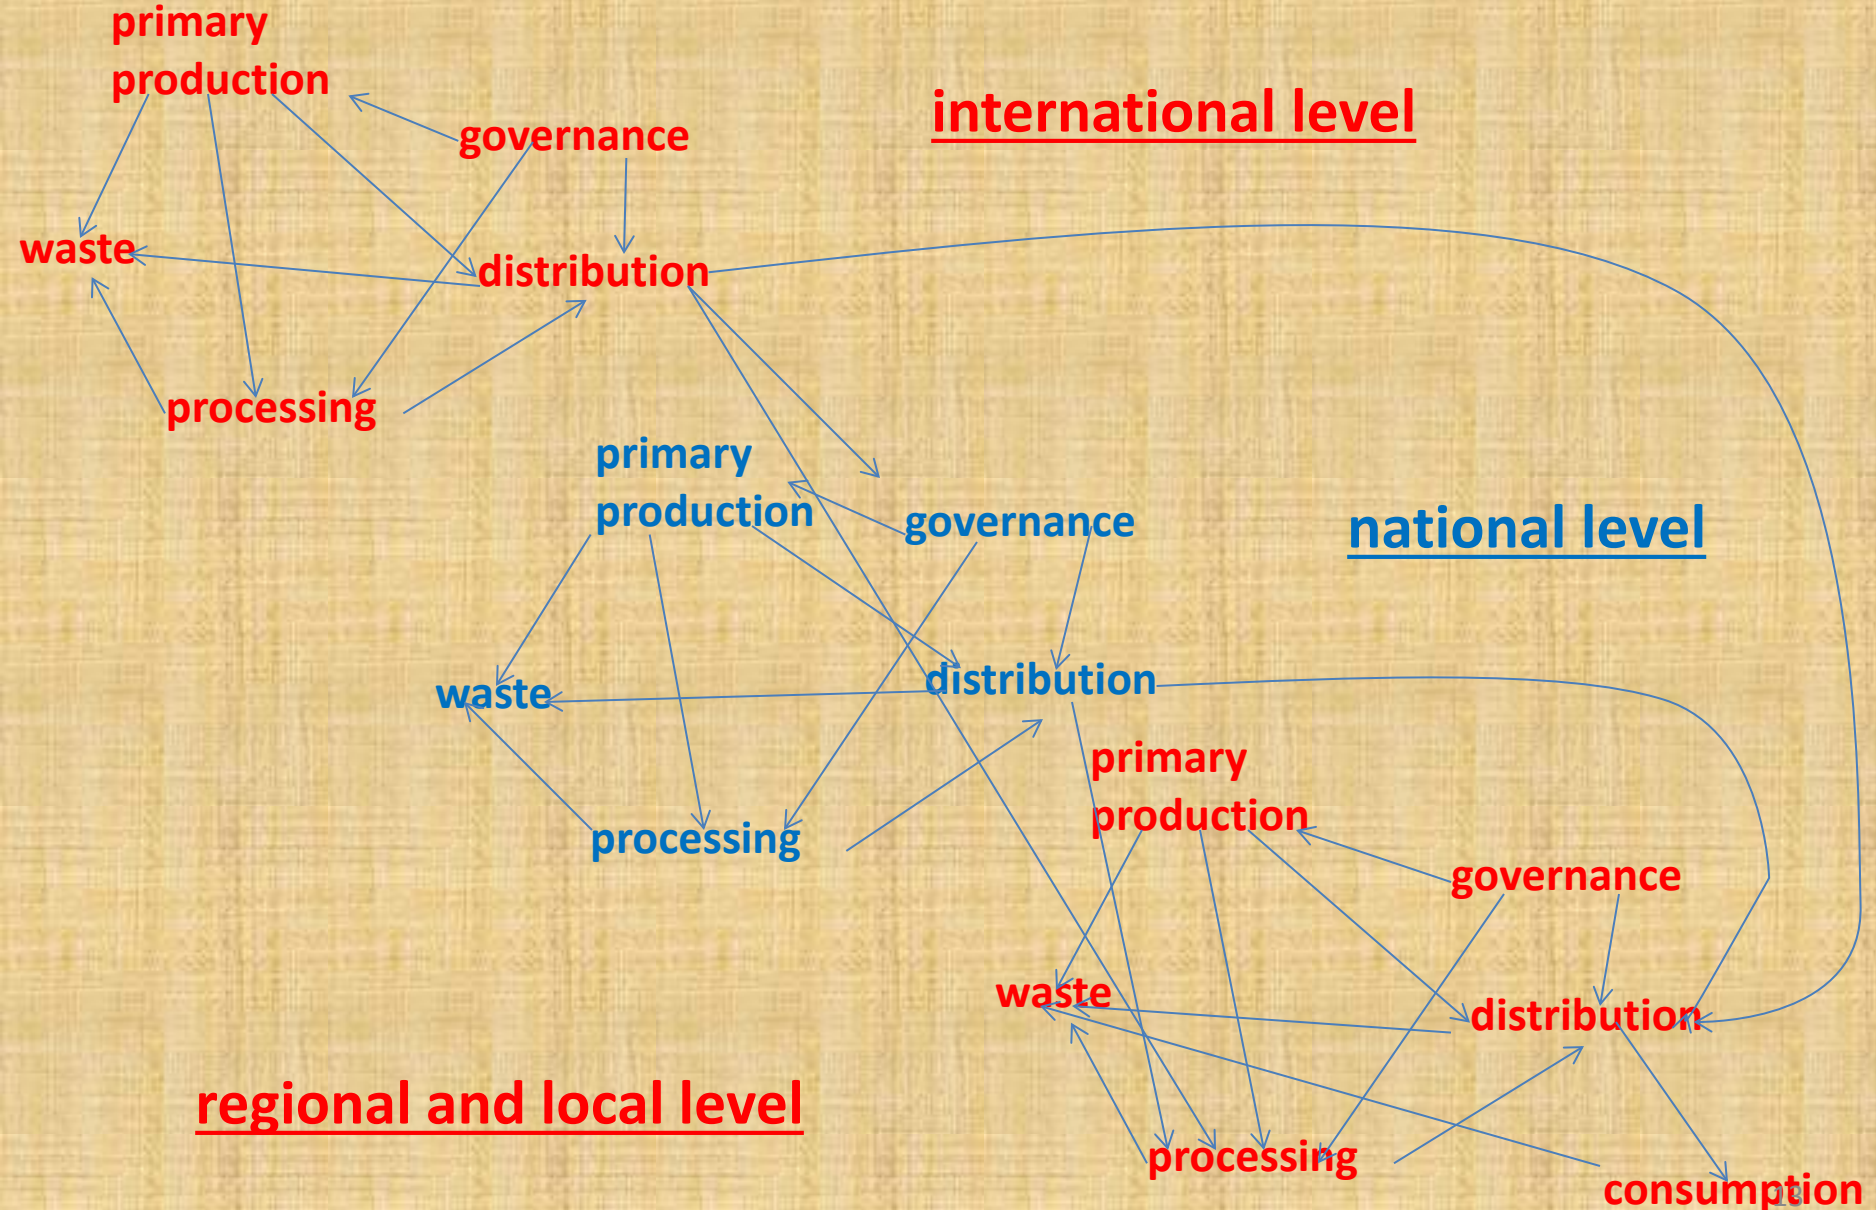 primary
production
international level
governance
waste
distribution
processing
primary
production
governance
national level
distribution
waste
primary
production
processing
governance
waste
distribution
regional and local level
processing
consumption
13